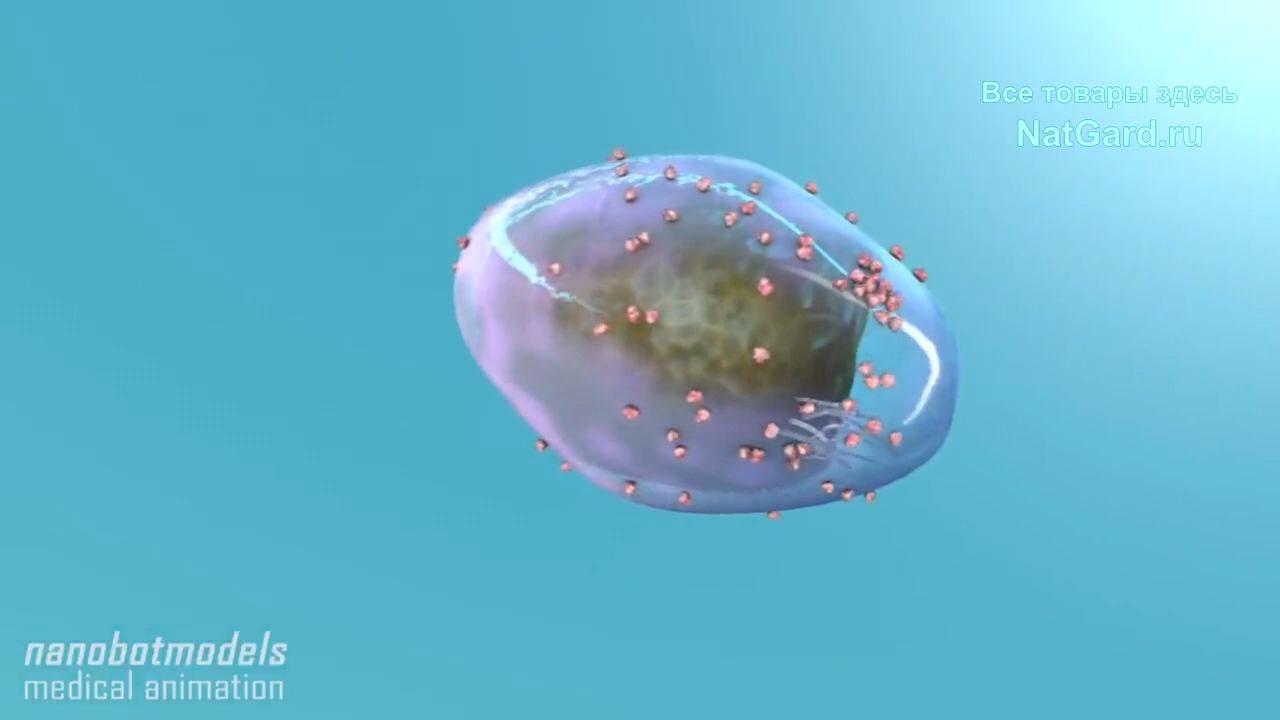 Все товары здесь
NatGard.ru
nanobotmodels
medical animation